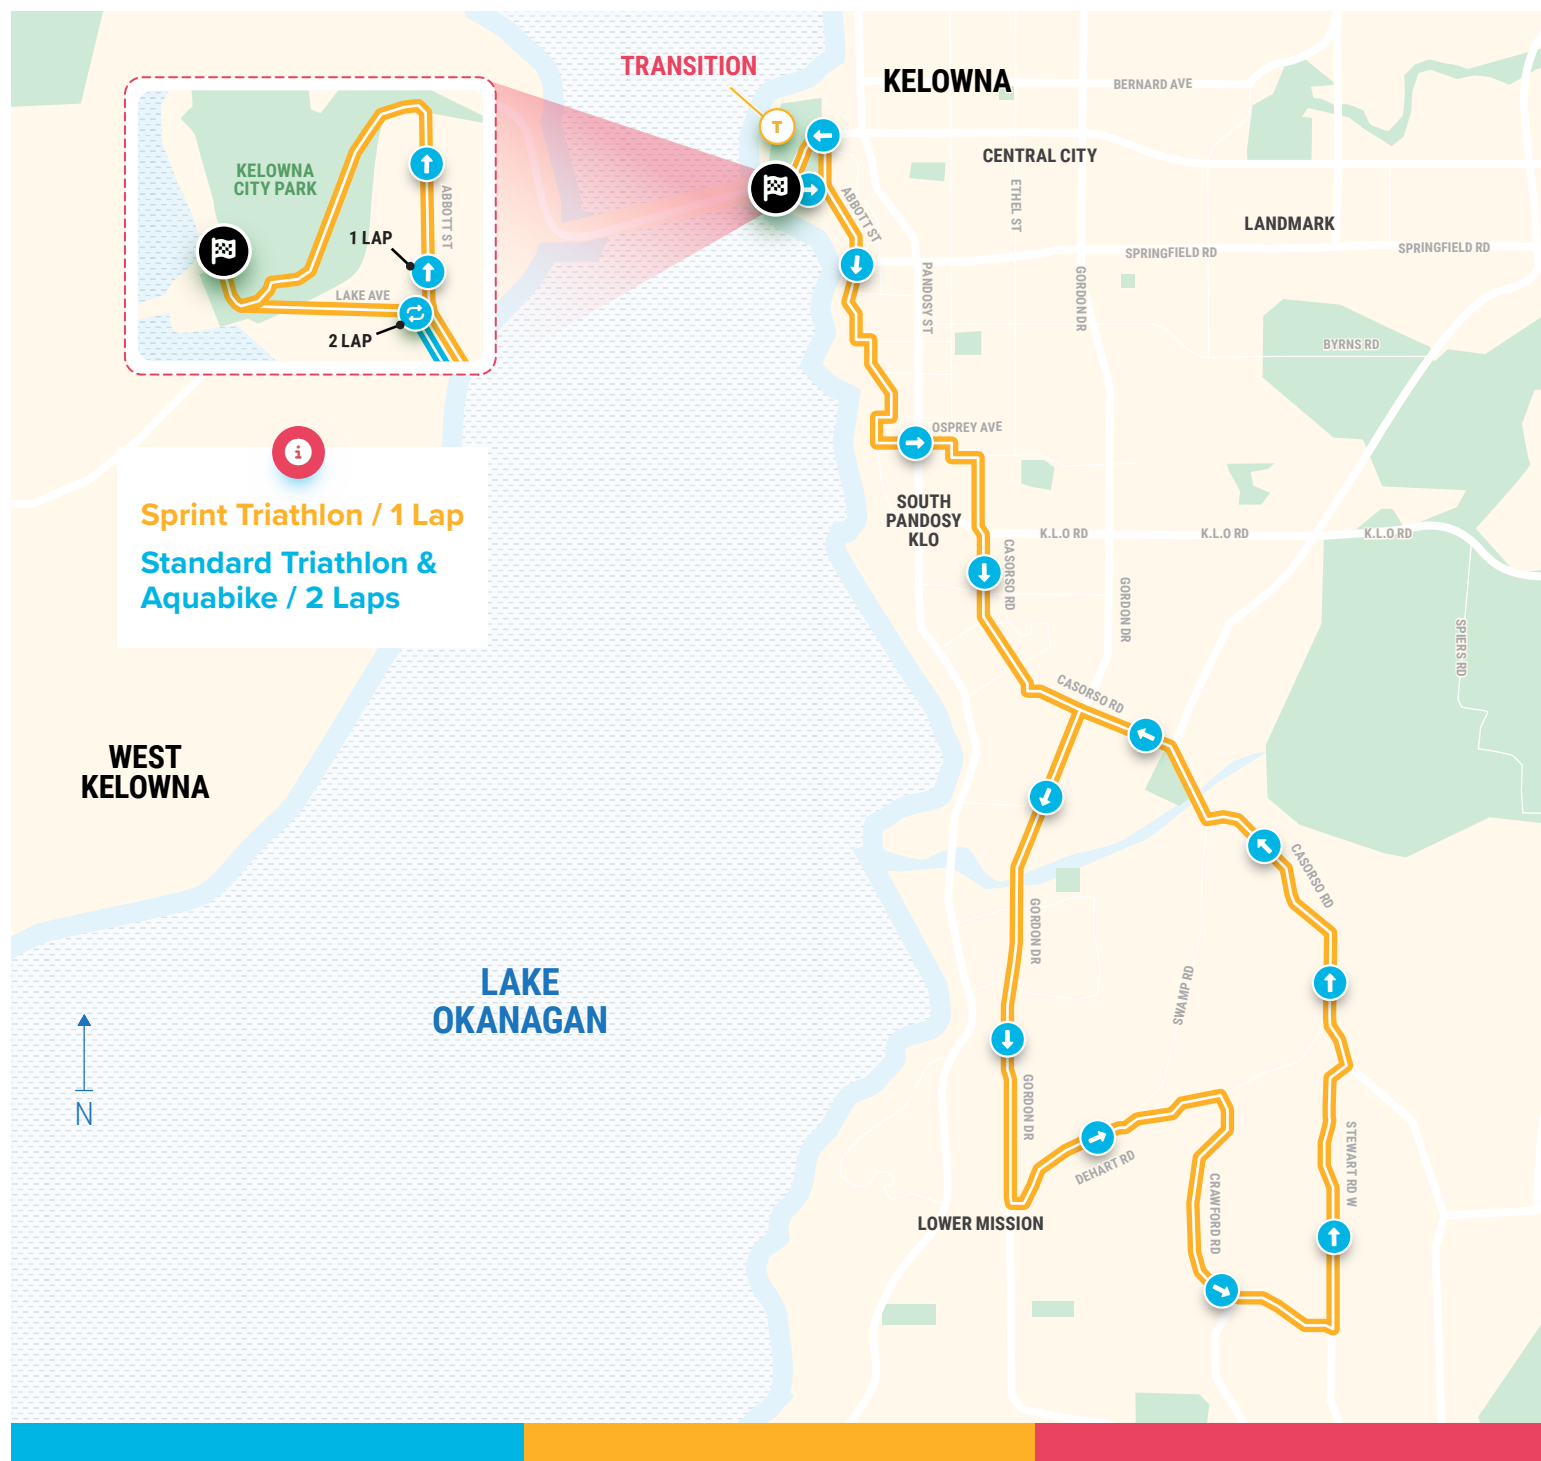 TRANSITION
KELOWNA
BERNARD AVE
T
CENTRAL CITY
KELOWNA
CITY PARK
ABBOTT ST
1 LAP
LAKE AVE
2 LAP
ABBOTT ST
ETHEL ST
LANDMARK
SPRINGFIELD RD
SPRINGFIELD RD
PANDOSY ST
GORDON DR
BYRNS RD
OSPREY AVE
i
Sprint Triathlon / 1 Lap
Standard Triathlon &
Aquabike / 2 Laps
SOUTH
PANDOSY
KLO
K.L.O RD
K.L.O RD
K.L.O RD
CASORSO RD
GORDON DR
SPIERS RD
CASORSO RD
WEST
KELOWNA
CASORSO RD
GORDON DR
SWAMP RD
LAKE
OKANAGAN
N
GORDON DR
DEHART RD
STEWART RD W
CRAWFORD RD
LOWER MISSION